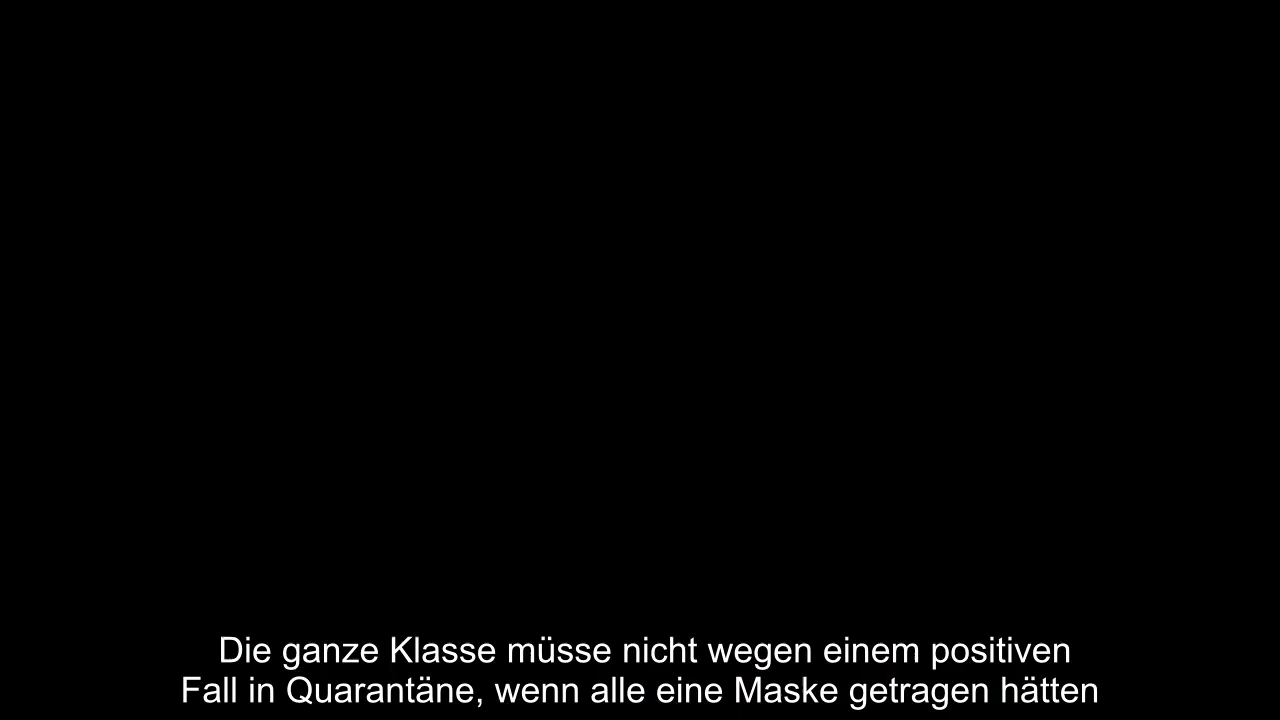 Die ganze Klasse müsse nicht wegen einem positiven
Fall in Quarantäne, wenn alle eine Maske getragen hätten